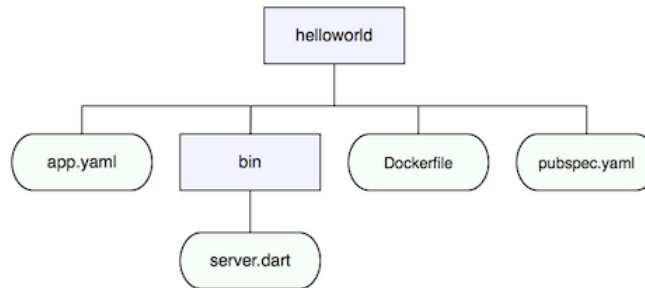 helloworld
app.yaml
bin
Dockerfile
pubspec.yaml
server.dart